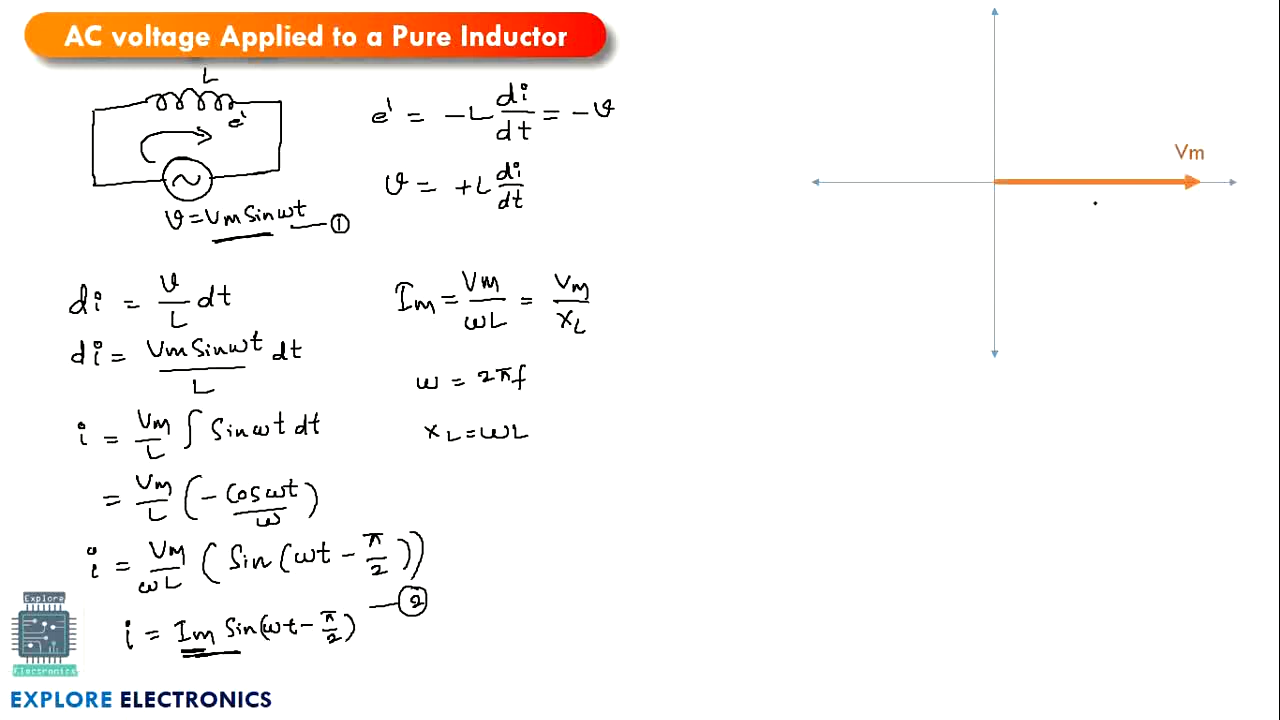 AC voltage Applied to a Pure Inductor
L
e'
v = Vm Sinωt —①
e' = -L di/dt = -v
v = +L di/dt
di = v/L dt
di = Vm Sinωt/L dt
i = Vm/L ∫ Sinωt dt
= Vm/L (-Cosωt/ω)
i = Vm/ωL (Sin(ωt - π/2))
i = Im Sin(ωt - π/2) —②
Im = Vm/ωL = Vm/XL
ω = 2πf
XL = ωL
Vm
Explore
Electronics
EXPLORE ELECTRONICS